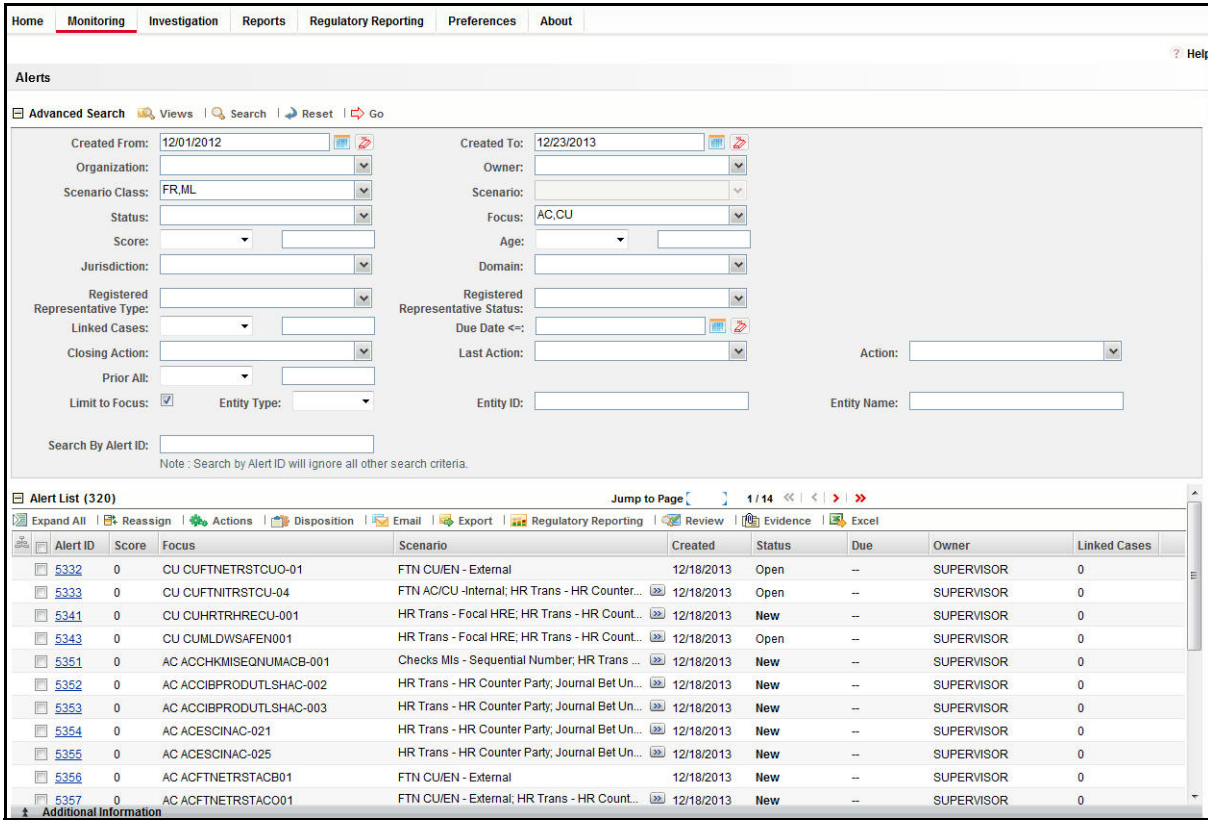 Home Monitoring Investigation Reports Regulatory Reporting Preferences About
? Help
Alerts
Advanced Search Views Search Reset Go
Created From: 12/01/2012 Created To: 12/23/2013
Organization: Owner:
Scenario Class: FR,ML Scenario:
Status: Focus: AC,CU
Score: Age:
Jurisdiction: Domain:
Registered Representative Type: Registered Representative Status:
Linked Cases: Due Date <=:
Closing Action: Last Action: Action:
Prior All:
Limit to Focus: Entity Type: Entity ID: Entity Name:
Search By Alert ID:
Note : Search by Alert ID will ignore all other search criteria.
Alert List (320) Jump to Page [ ] 1 / 14
Expand All Reassign Actions Disposition Email Export Regulatory Reporting Review Evidence Excel
Alert ID Score Focus Scenario Created Status Due Owner Linked Cases
5332 0 CU CUFTNETRSTCUO-01 FTN CU/EN - External 12/18/2013 Open -- SUPERVISOR 0
5333 0 CU CUFTNITRSTCU-04 FTN AC/CU -Internal; HR Trans - HR Counter... 12/18/2013 Open -- SUPERVISOR 0
5341 0 CU CUHRTRHRECU-001 HR Trans - Focal HRE; HR Trans - HR Count... 12/18/2013 New -- SUPERVISOR 0
5343 0 CU CUMLDWSAFEN001 HR Trans - Focal HRE; HR Trans - HR Count... 12/18/2013 Open -- SUPERVISOR 0
5351 0 AC ACCHKMISEQNUMACB-001 Checks MIs - Sequential Number; HR Trans ... 12/18/2013 New -- SUPERVISOR 0
5352 0 AC ACCIBPRODUTLSHAC-002 HR Trans - HR Counter Party; Journal Bet Un... 12/18/2013 New -- SUPERVISOR 0
5353 0 AC ACCIBPRODUTLSHAC-003 HR Trans - HR Counter Party; Journal Bet Un... 12/18/2013 New -- SUPERVISOR 0
5354 0 AC ACESCINAC-021 HR Trans - HR Counter Party; Journal Bet Un... 12/18/2013 New -- SUPERVISOR 0
5355 0 AC ACESCINAC-025 HR Trans - HR Counter Party; Journal Bet Un... 12/18/2013 New -- SUPERVISOR 0
5356 0 AC ACFTNETRSTACB01 FTN CU/EN - External 12/18/2013 New -- SUPERVISOR 0
5357 0 AC ACFTNETRSTACO01 FTN CU/EN - External; HR Trans - HR Count... 12/18/2013 New -- SUPERVISOR 0
Additional Information